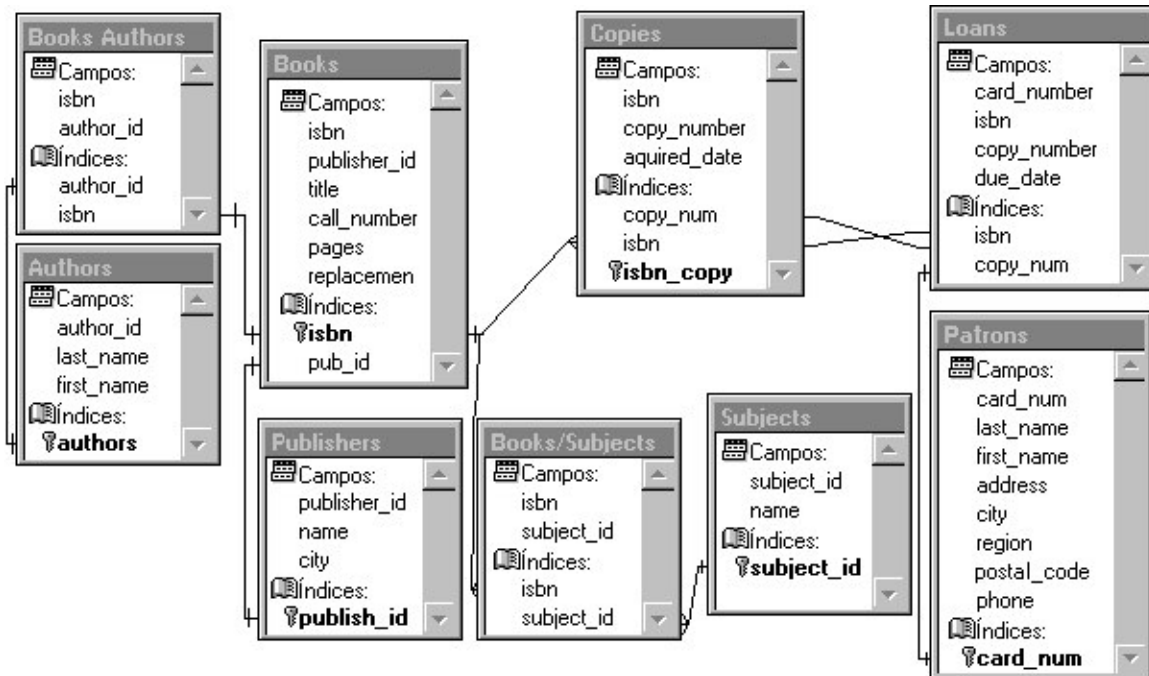 Books Authors
Campos:
isbn
author_id
Índices:
author_id
isbn
Authors
Campos:
author_id
last_name
first_name
Índices:
authors
Books
Campos:
isbn
publisher_id
title
call_number
pages
replacemen
Índices:
isbn
pub_id
Publishers
Campos:
publisher_id
name
city
Índices:
publish_id
Copies
Campos:
isbn
copy_number
aquired_date
Índices:
copy_num
isbn
isbn_copy
Books/Subjects
Campos:
isbn
subject_id
Índices:
isbn
subject_id
Subjects
Campos:
subject_id
name
Índices:
subject_id
Loans
Campos:
card_number
isbn
copy_number
due_date
Índices:
isbn
copy_num
Patrons
Campos:
card_num
last_name
first_name
address
city
region
postal_code
phone
Índices:
card_num